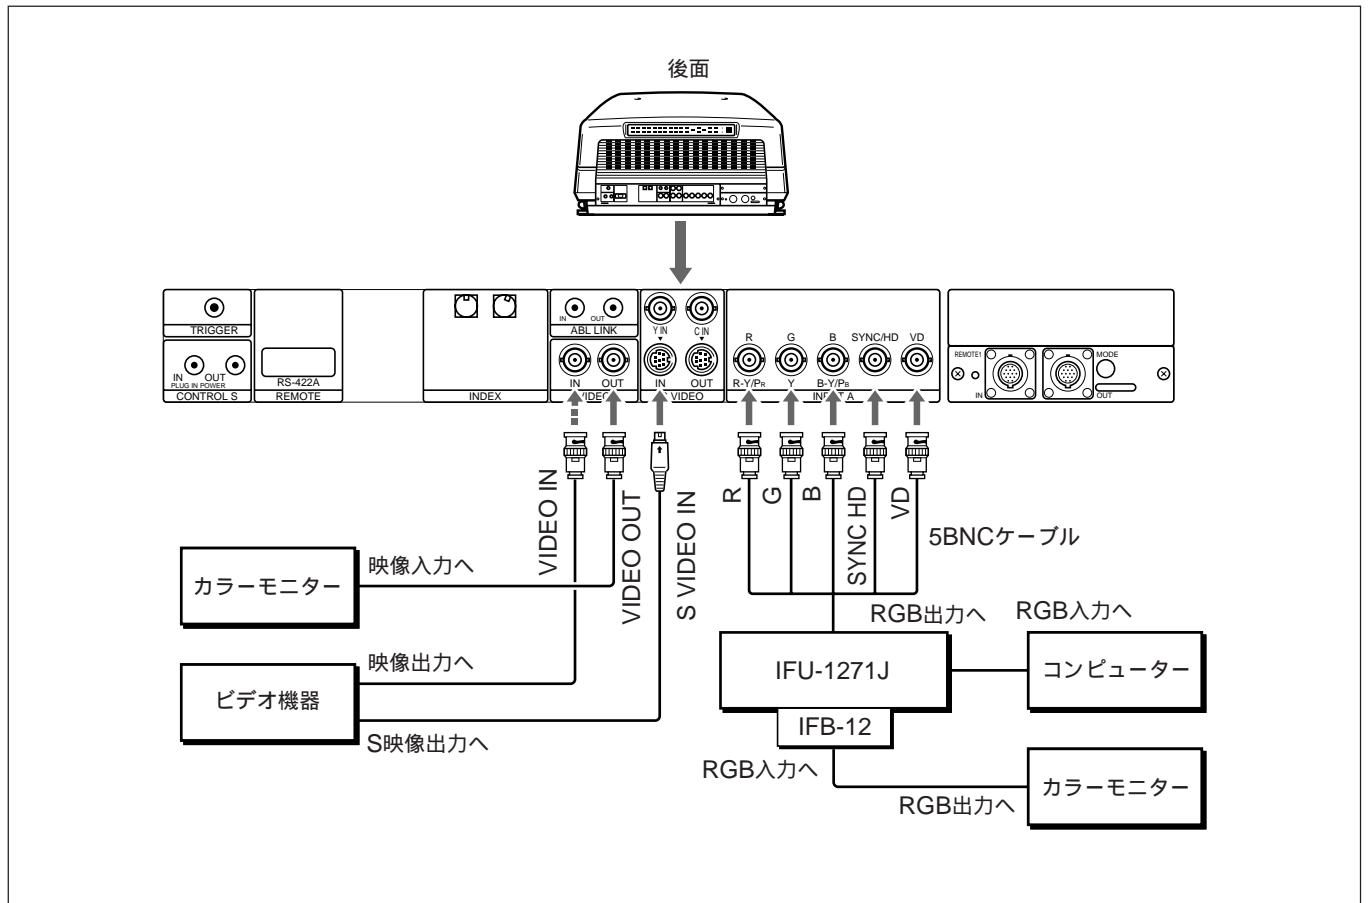 後面
TRIGGER
IN OUT
PLUG IN POWER
CONTROL S
RS-422A
REMOTE
INDEX
IN OUT
ABL LINK
IN OUT
VIDEO
Y IN C IN
IN OUT
VIDEO
R G B SYNC/HD VD
R-Y/PR Y B-Y/PB
INPUT A
REMOTE1
IN
MODE
OUT
VIDEO IN
VIDEO OUT
S VIDEO IN
R
G
B
SYNC HD
VD
5BNCケーブル
カラーモニター
映像入力へ
ビデオ機器
映像出力へ
S映像出力へ
RGB出力へ
RGB入力へ
IFU-1271J
コンピューター
IFB-12
RGB入力へ
RGB出力へ
カラーモニター